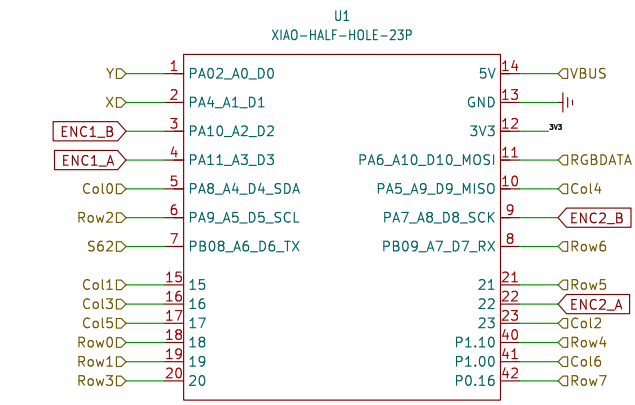 U1
XIAO-HALF-HOLE-23P
Y 1 PA02_A0_D0 5V 14 VBUS
X 2 PA4_A1_D1 GND 13
ENC1_B 3 PA10_A2_D2 3V3 12 3V3
ENC1_A 4 PA11_A3_D3 PA6_A10_D10_MOSI 11 RGBDATA
Col0 5 PA8_A4_D4_SDA PA5_A9_D9_MISO 10 Col4
Row2 6 PA9_A5_D5_SCL PA7_A8_D8_SCK 9 ENC2_B
S62 7 PB08_A6_D6_TX PB09_A7_D7_RX 8 Row6
Col1 15 15 21 21 Row5
Col3 16 16 22 22 ENC2_A
Col5 17 17 23 23 Col2
Row0 18 18 P1.10 40 Row4
Row1 19 19 P1.00 41 Col6
Row3 20 20 P0.16 42 Row7